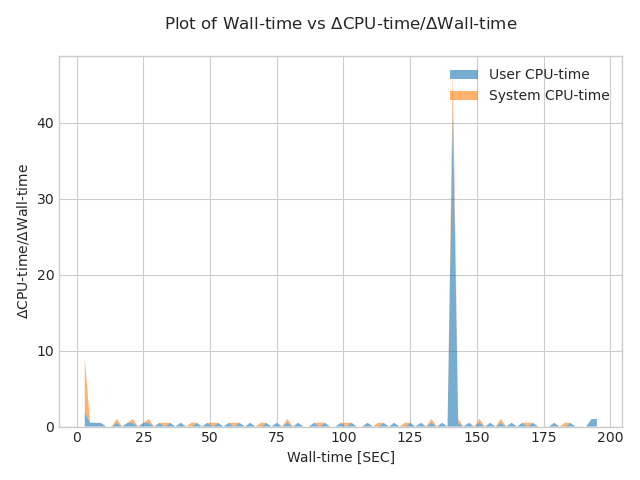 Plot of Wall-time vs ΔCPU-time/ΔWall-time
User CPU-time
System CPU-time
ΔCPU-time/ΔWall-time
40
30
20
10
0
0 25 50 75 100 125 150 175 200
Wall-time [SEC]